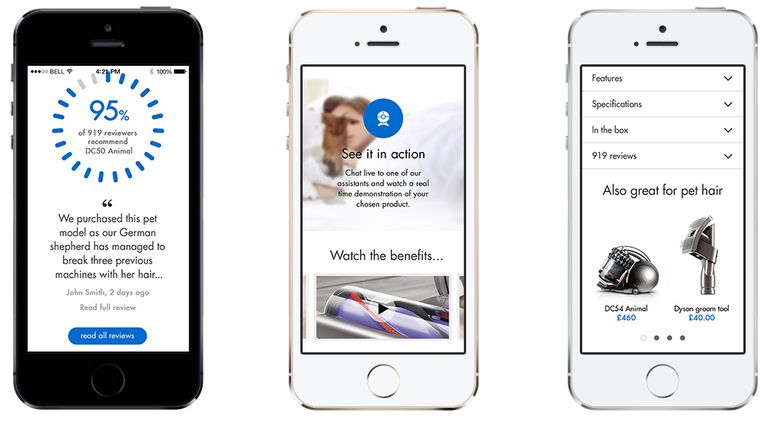 BELL 4:21 PM 100%
95%
of 919 reviewers
recommend
DC50 Animal
“
We purchased this pet
model as our German
shepherd has managed to
break three previous
machines with her hair...
John Smith, 2 days ago
Read full review
read all reviews
See it in action
Chat live to one of our
assistants and watch a real
time demonstration of your
chosen product.
Watch the benefits...
Features
Specifications
In the box
919 reviews
Also great for pet hair
DC54 Animal
£460
Dyson groom tool
£40.00